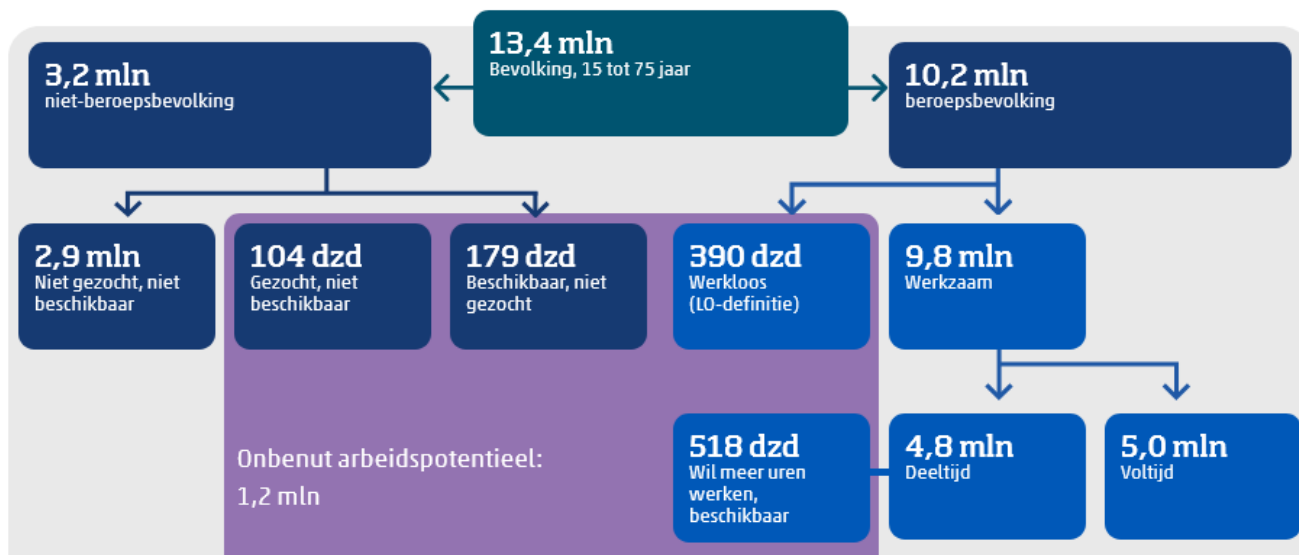 13,4 mln
Bevolking, 15 tot 75 jaar
3,2 mln
niet-beroepsbevolking
10,2 mln
beroepsbevolking
2,9 mln
Niet gezocht, niet
beschikbaar
104 dzd
Gezocht, niet
beschikbaar
179 dzd
Beschikbaar, niet
gezocht
390 dzd
Werkloos
(LO-definitie)
9,8 mln
Werkzaam
Onbenut arbeidspotentieel:
1,2 mln
518 dzd
Wil meer uren
werken,
beschikbaar
4,8 mln
Deeltijd
5,0 mln
Voltijd